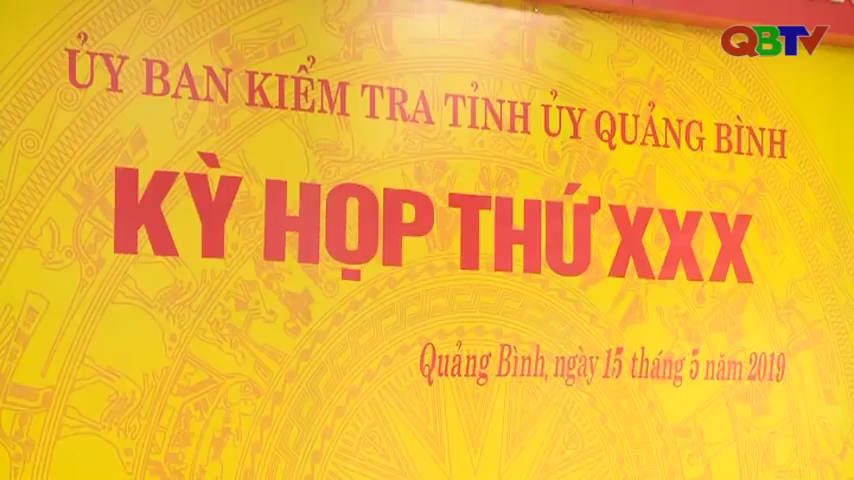 QBTV
ỦY BAN KIỂM TRA TỈNH ỦY QUẢNG BÌNH
KỲ HỌP THỨ XXX
Quảng Bình, ngày 15 tháng 5 năm 2019